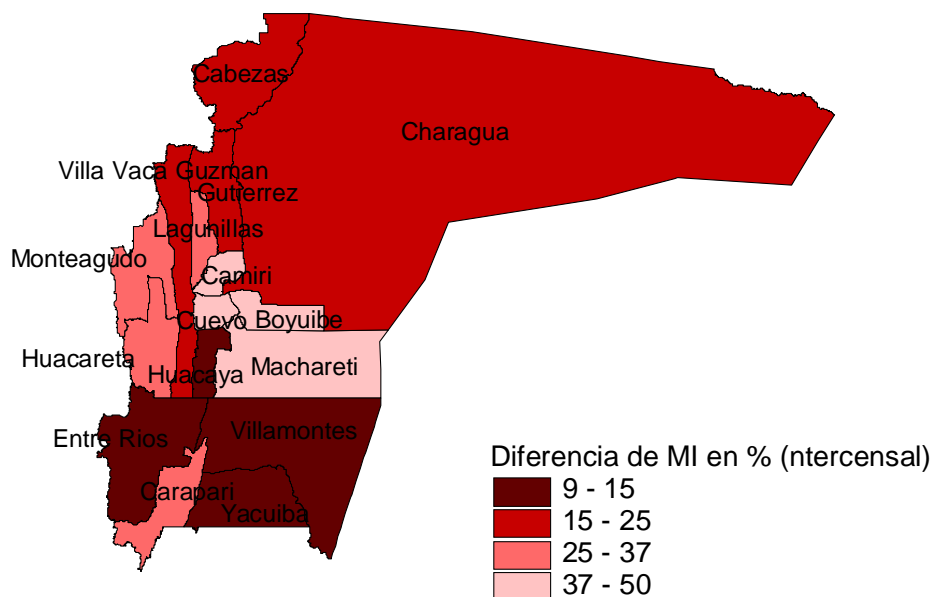 Cabezas
Charagua
Villa Vaca Guzman
Gutierrez
Lagunillas
Monteagudo
Camiri
Cuevo
Boyuibe
Huacareta
Huacaya
Machareti
Entre Rios
Villamontes
Carapari
Yacuiba
Diferencia de MI en % (ntercensal)
9 - 15
15 - 25
25 - 37
37 - 50